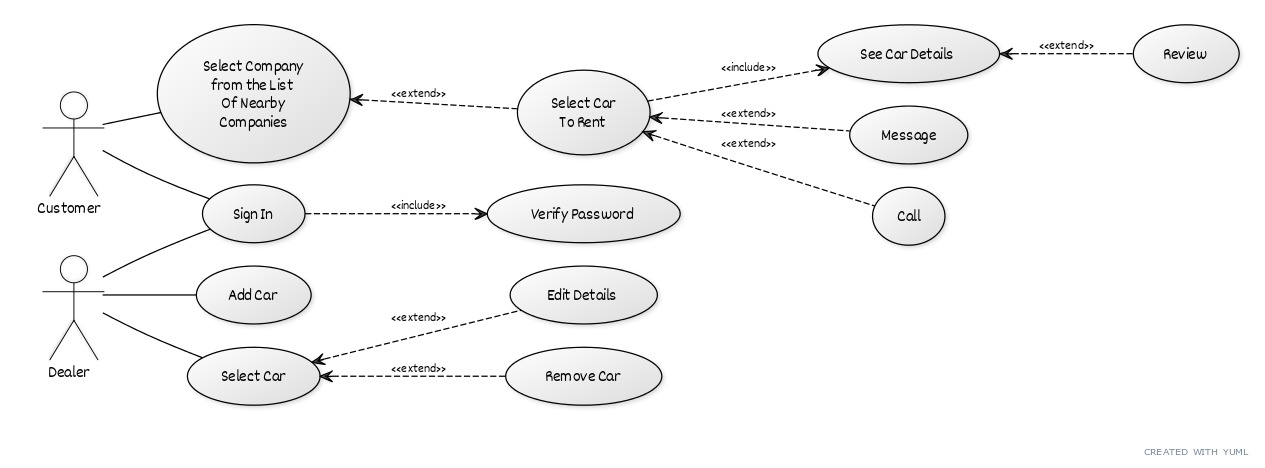 Select Company
from the List
Of Nearby
Companies
<<extend>>
Select Car
To Rent
<<include>>
See Car Details
<<extend>>
Review
<<extend>>
Message
<<extend>>
Call
Customer
Sign In
<<include>>
Verify Password
Dealer
Add Car
<<extend>>
Edit Details
Select Car
<<extend>>
Remove Car
CREATED WITH YUML